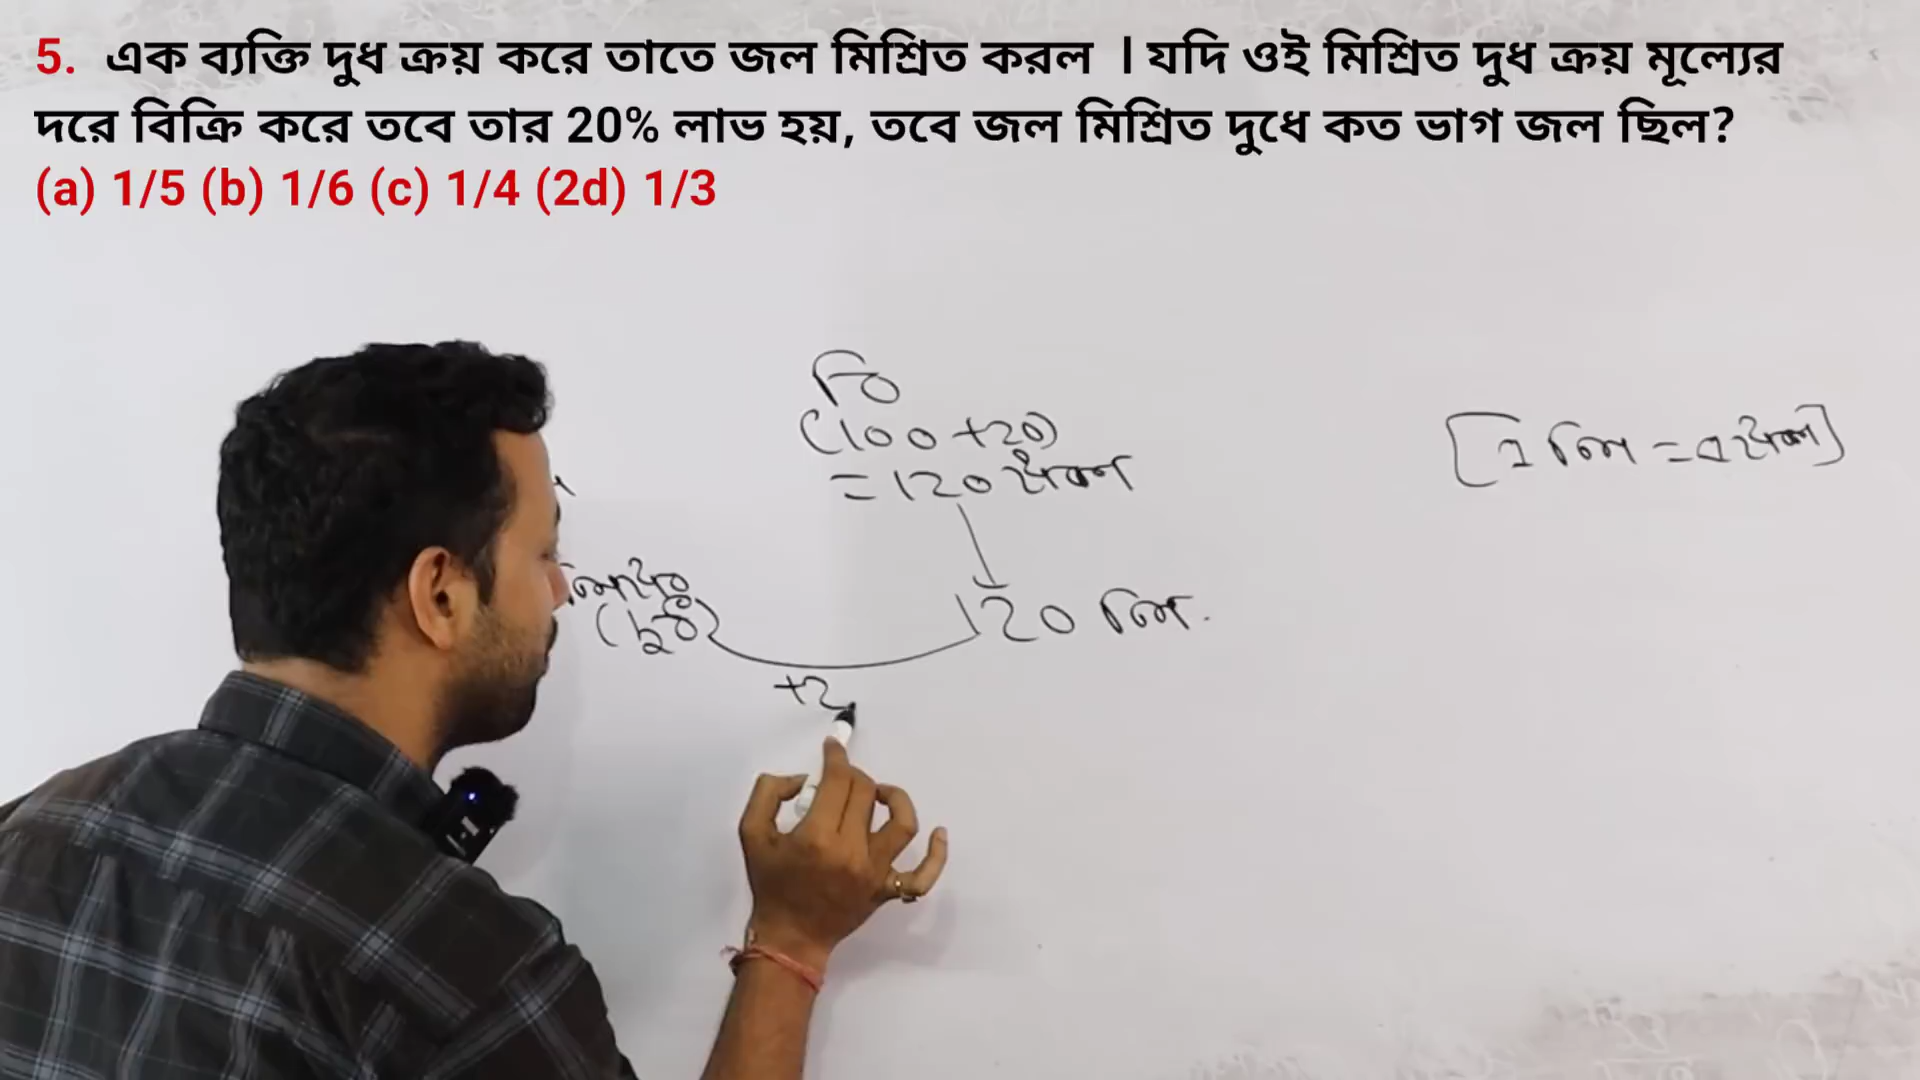 5. এক ব্যক্তি দুধ ক্রয় করে তাতে জল মিশ্রিত করল । যদি ওই মিশ্রিত দুধ ক্রয় মূল্যের
দরে বিক্রি করে তবে তার 20% লাভ হয়, তবে জল মিশ্রিত দুধে কত ভাগ জল ছিল?
(a) 1/5 (b) 1/6 (c) 1/4 (2d) 1/3
(100 +20)
= 120
120
+2